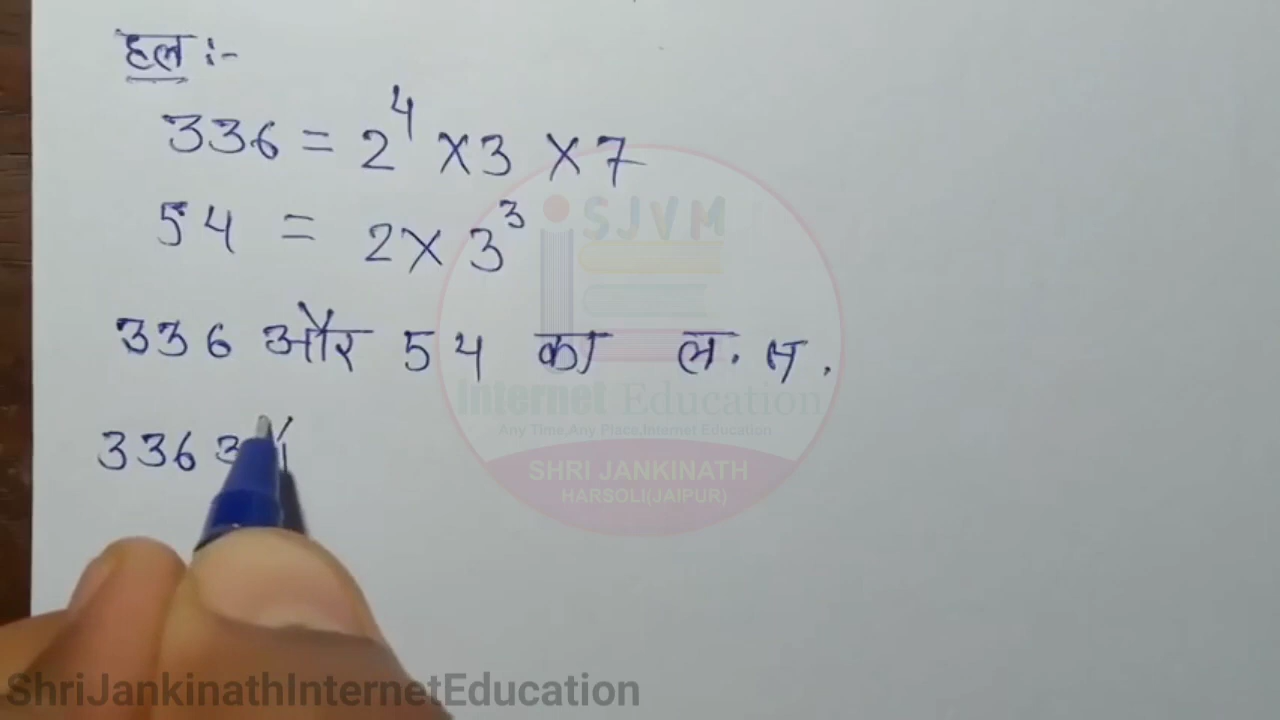 हल :-
336 = 2⁴ × 3 × 7
54 = 2 × 3³
SJVM
336 और 54 का ल. स.
Internet Education
Any Time,Any Place,Internet Education
336
SHRI JANKINATH
HARSOLI(JAIPUR)
ShriJankinathInternetEducation